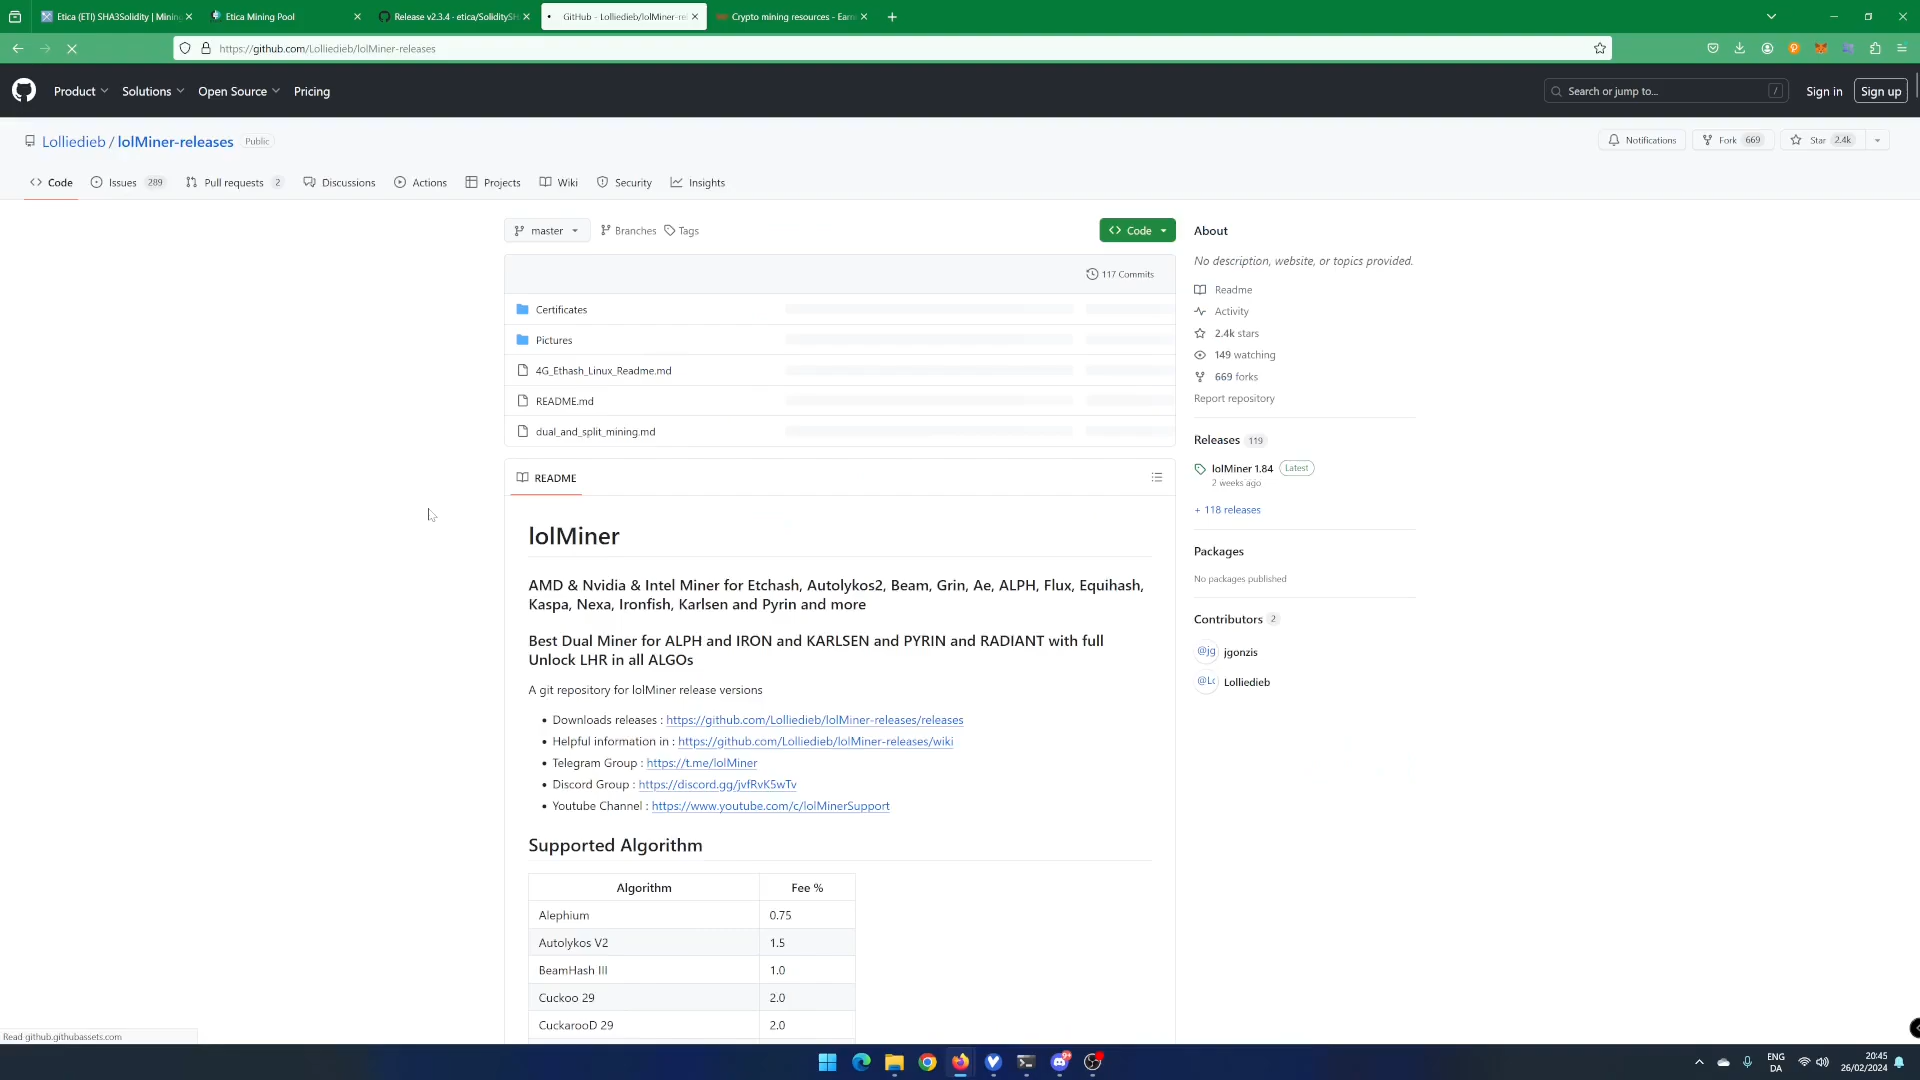 Etica (ETI) SHA3Solidity | Mining
Etica Mining Pool
Release v2.3.4 · etica/SoliditySH
GitHub - Lolliedieb/lolMiner-rel
Crypto mining resources - Earn
https://github.com/Lolliedieb/lolMiner-releases
Product
Solutions
Open Source
Pricing
Search or jump to...
/
Sign in
Sign up
Lolliedieb / lolMiner-releases
Public
Notifications
Fork 669
Star 2.4k
Code
Issues 289
Pull requests 2
Discussions
Actions
Projects
Wiki
Security
Insights
master
Branches
Tags
Code
117 Commits
Certificates
Pictures
4G_Ethash_Linux_Readme.md
README.md
dual_and_split_mining.md
README
lolMiner
AMD & Nvidia & Intel Miner for Etchash, Autolykos2, Beam, Grin, Ae, ALPH, Flux, Equihash,
Kaspa, Nexa, Ironfish, Karlsen and Pyrin and more
Best Dual Miner for ALPH and IRON and KARLSEN and PYRIN and RADIANT with full
Unlock LHR in all ALGOs
A git repository for lolMiner release versions
• Downloads releases : https://github.com/Lolliedieb/lolMiner-releases/releases
• Helpful information in : https://github.com/Lolliedieb/lolMiner-releases/wiki
• Telegram Group : https://t.me/lolMiner
• Discord Group : https://discord.gg/jvfRvK5wTv
• Youtube Channel : https://www.youtube.com/c/lolMinerSupport
Supported Algorithm
Algorithm Fee %
Alephium 0.75
Autolykos V2 1.5
BeamHash III 1.0
Cuckoo 29 2.0
CuckarooD 29 2.0
About
No description, website, or topics provided.
Readme
Activity
2.4k stars
149 watching
669 forks
Report repository
Releases 119
lolMiner 1.84 Latest
2 weeks ago
+ 118 releases
Packages
No packages published
Contributors 2
@jg jgonzis
@Lo Lolliedieb
Read github.githubassets.com
ENG
DA
20:45
26/02/2024